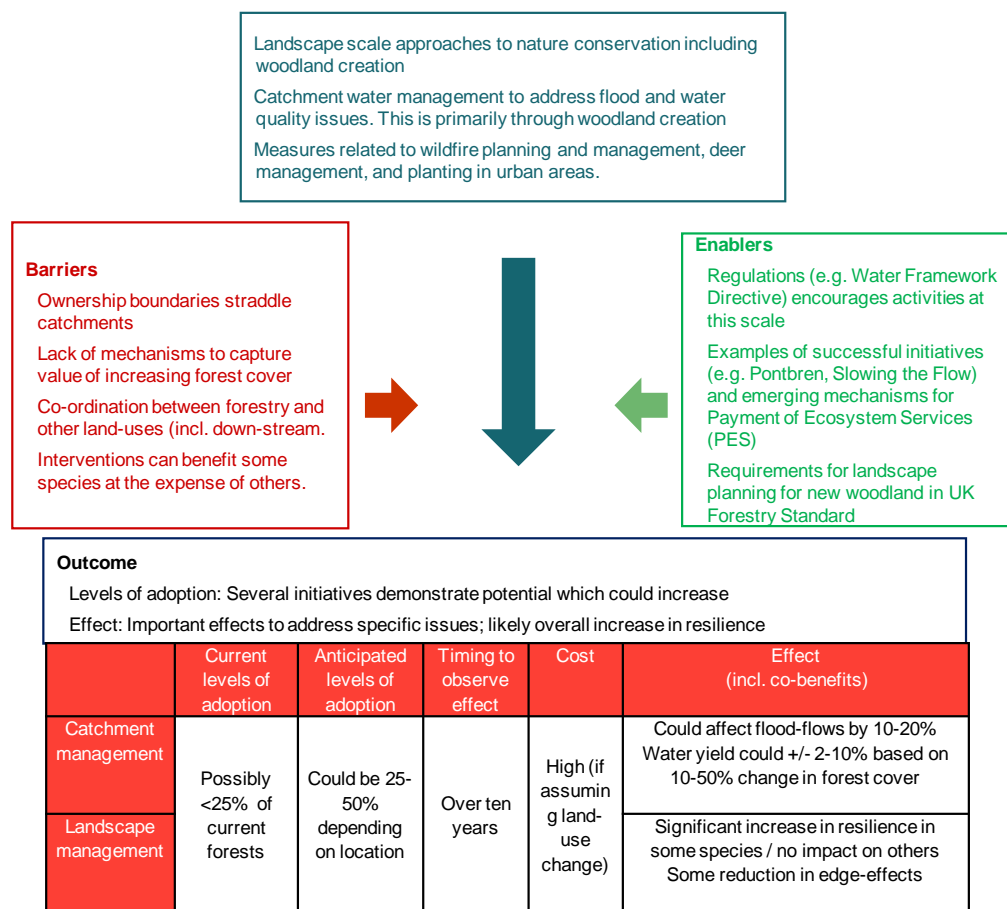 Landscape scale approaches to nature conservation including
woodland creation
Catchment water management to address flood and water
quality issues. This is primarily through woodland creation
Measures related to wildfire planning and management, deer
management, and planting in urban areas.
Barriers
Ownership boundaries straddle
catchments
Lack of mechanisms to capture
value of increasing forest cover
Co-ordination between forestry and
other land-uses (incl. down-stream.
Interventions can benefit some
species at the expense of others.
Enablers
Regulations (e.g. Water Framework
Directive) encourages activities at
this scale
Examples of successful initiatives
(e.g. Pontbren, Slowing the Flow)
and emerging mechanisms for
Payment of Ecosystem Services
(PES)
Requirements for landscape
planning for new woodland in UK
Forestry Standard
Outcome
Levels of adoption: Several initiatives demonstrate potential which could increase
Effect: Important effects to address specific issues; likely overall increase in resilience
Current
levels of
adoption
Anticipated
levels of
adoption
Timing to
observe
effect
Cost
Effect
(incl. co-benefits)
Catchment
management
Possibly
<25% of
current
forests
Could be 25-
50%
depending
on location
Over ten
years
High (if
assumin
g land-
use
change)
Could affect flood-flows by 10-20%
Water yield could +/- 2-10% based on
10-50% change in forest cover
Landscape
management
Significant increase in resilience in
some species / no impact on others
Some reduction in edge-effects